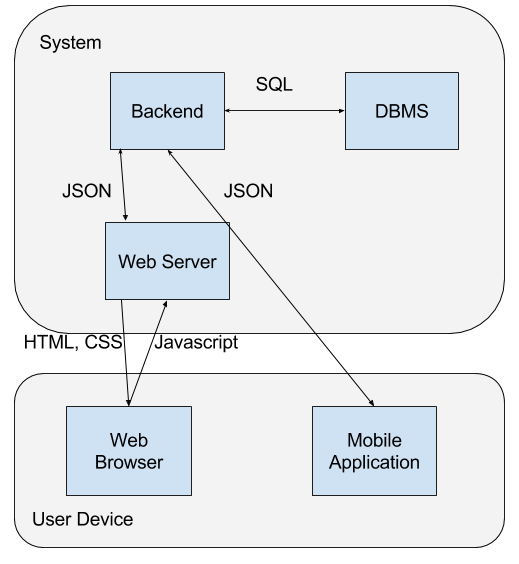 System
SQL
Backend
DBMS
JSON
JSON
Web Server
HTML, CSS
Javascript
Web
Browser
Mobile
Application
User Device